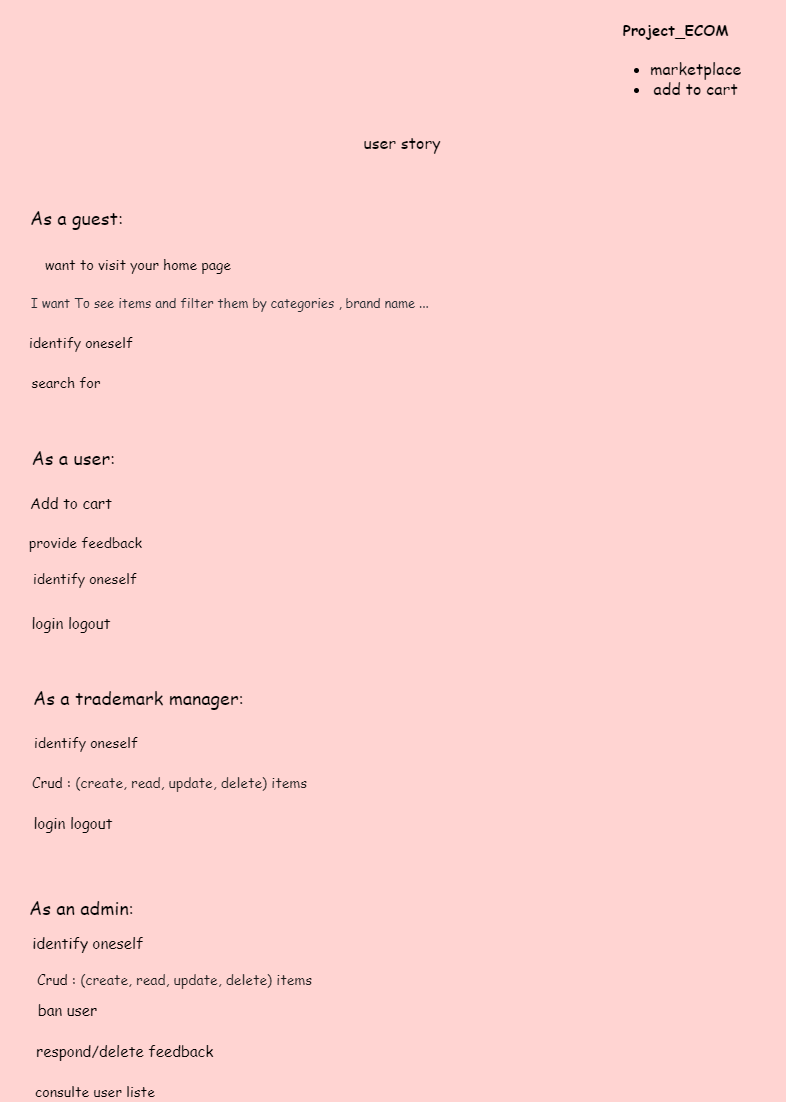 Project_ECOM
• marketplace
• add to cart
user story
As a guest:
want to visit your home page
I want To see items and filter them by categories , brand name ...
identify oneself
search for
As a user:
Add to cart
provide feedback
identify oneself
login logout
As a trademark manager:
identify oneself
Crud : (create, read, update, delete) items
login logout
As an admin:
identify oneself
Crud : (create, read, update, delete) items
ban user
respond/delete feedback
consulte user liste